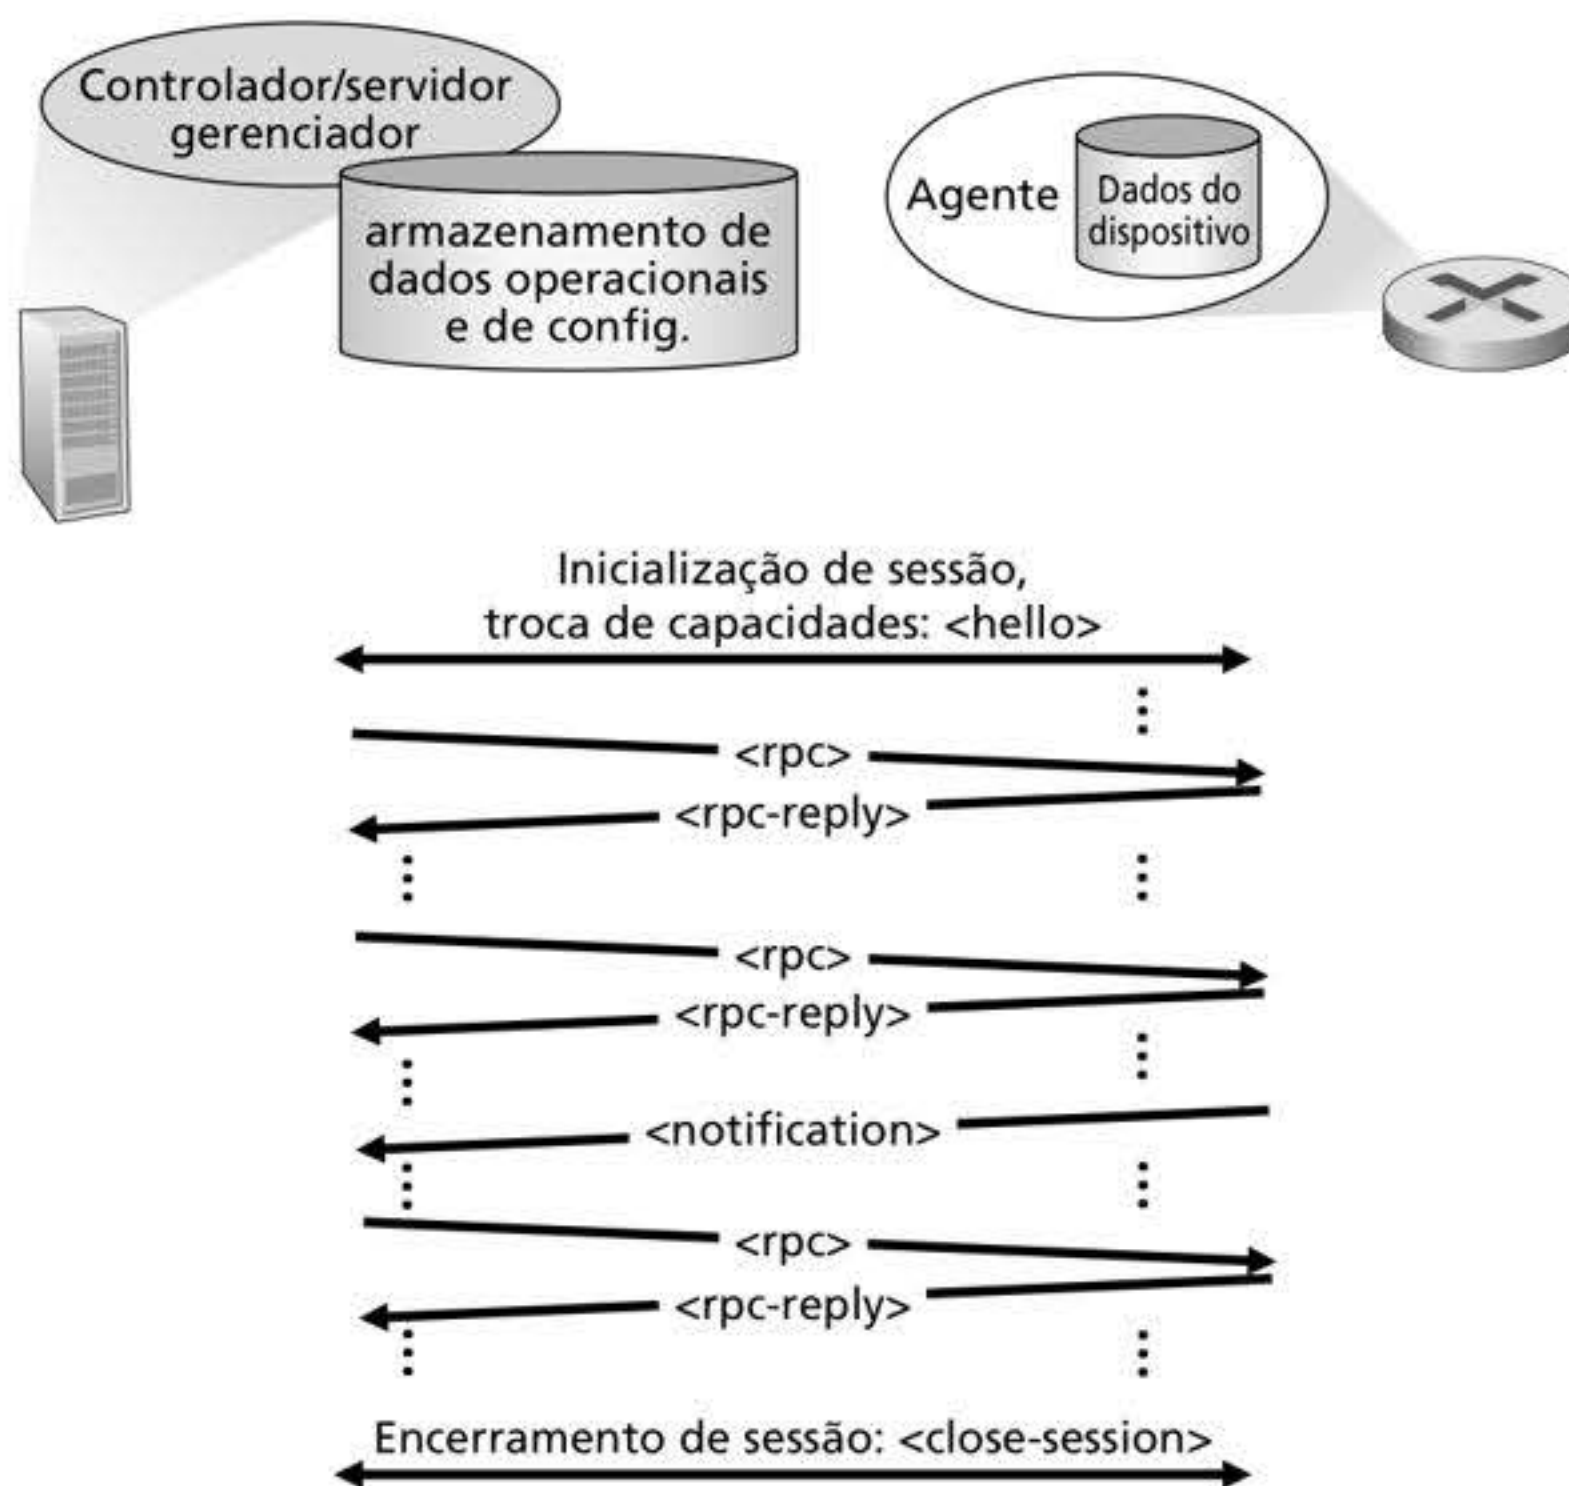 Controlador/servidor
gerenciador
armazenamento de
dados operacionais
e de config.
Agente
Dados do
dispositivo
Inicialização de sessão,
troca de capacidades: <hello>
<rpc>
<rpc-reply>
<rpc>
<rpc-reply>
<notification>
<rpc>
<rpc-reply>
Encerramento de sessão: <close-session>